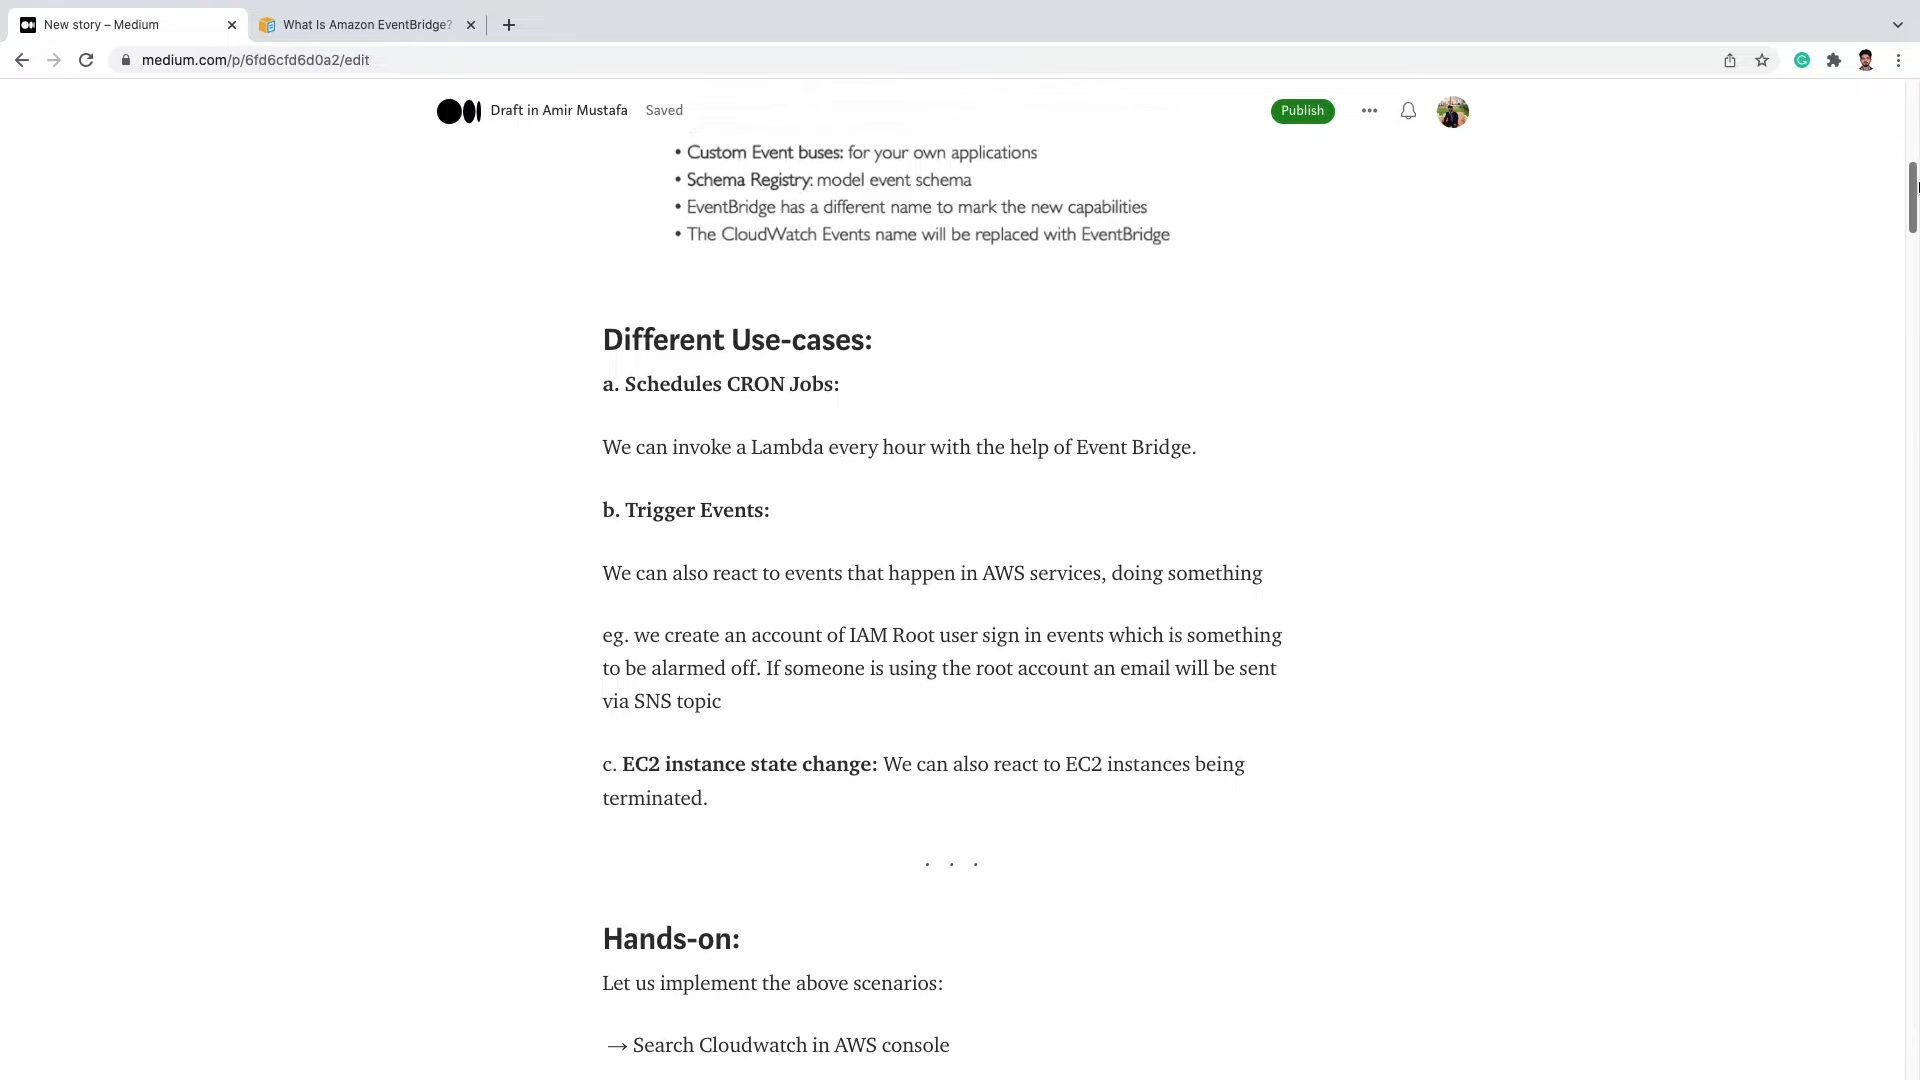 New story – Medium
What Is Amazon EventBridge?
medium.com/p/6fd6cfd6d0a2/edit
Draft in Amir Mustafa Saved
Publish
• Custom Event buses: for your own applications
• Schema Registry: model event schema
• EventBridge has a different name to mark the new capabilities
• The CloudWatch Events name will be replaced with EventBridge
Different Use-cases:
a. Schedules CRON Jobs:
We can invoke a Lambda every hour with the help of Event Bridge.
b. Trigger Events:
We can also react to events that happen in AWS services, doing something
eg. we create an account of IAM Root user sign in events which is something
to be alarmed off. If someone is using the root account an email will be sent
via SNS topic
c. EC2 instance state change: We can also react to EC2 instances being
terminated.
. . .
Hands-on:
Let us implement the above scenarios:
→ Search Cloudwatch in AWS console